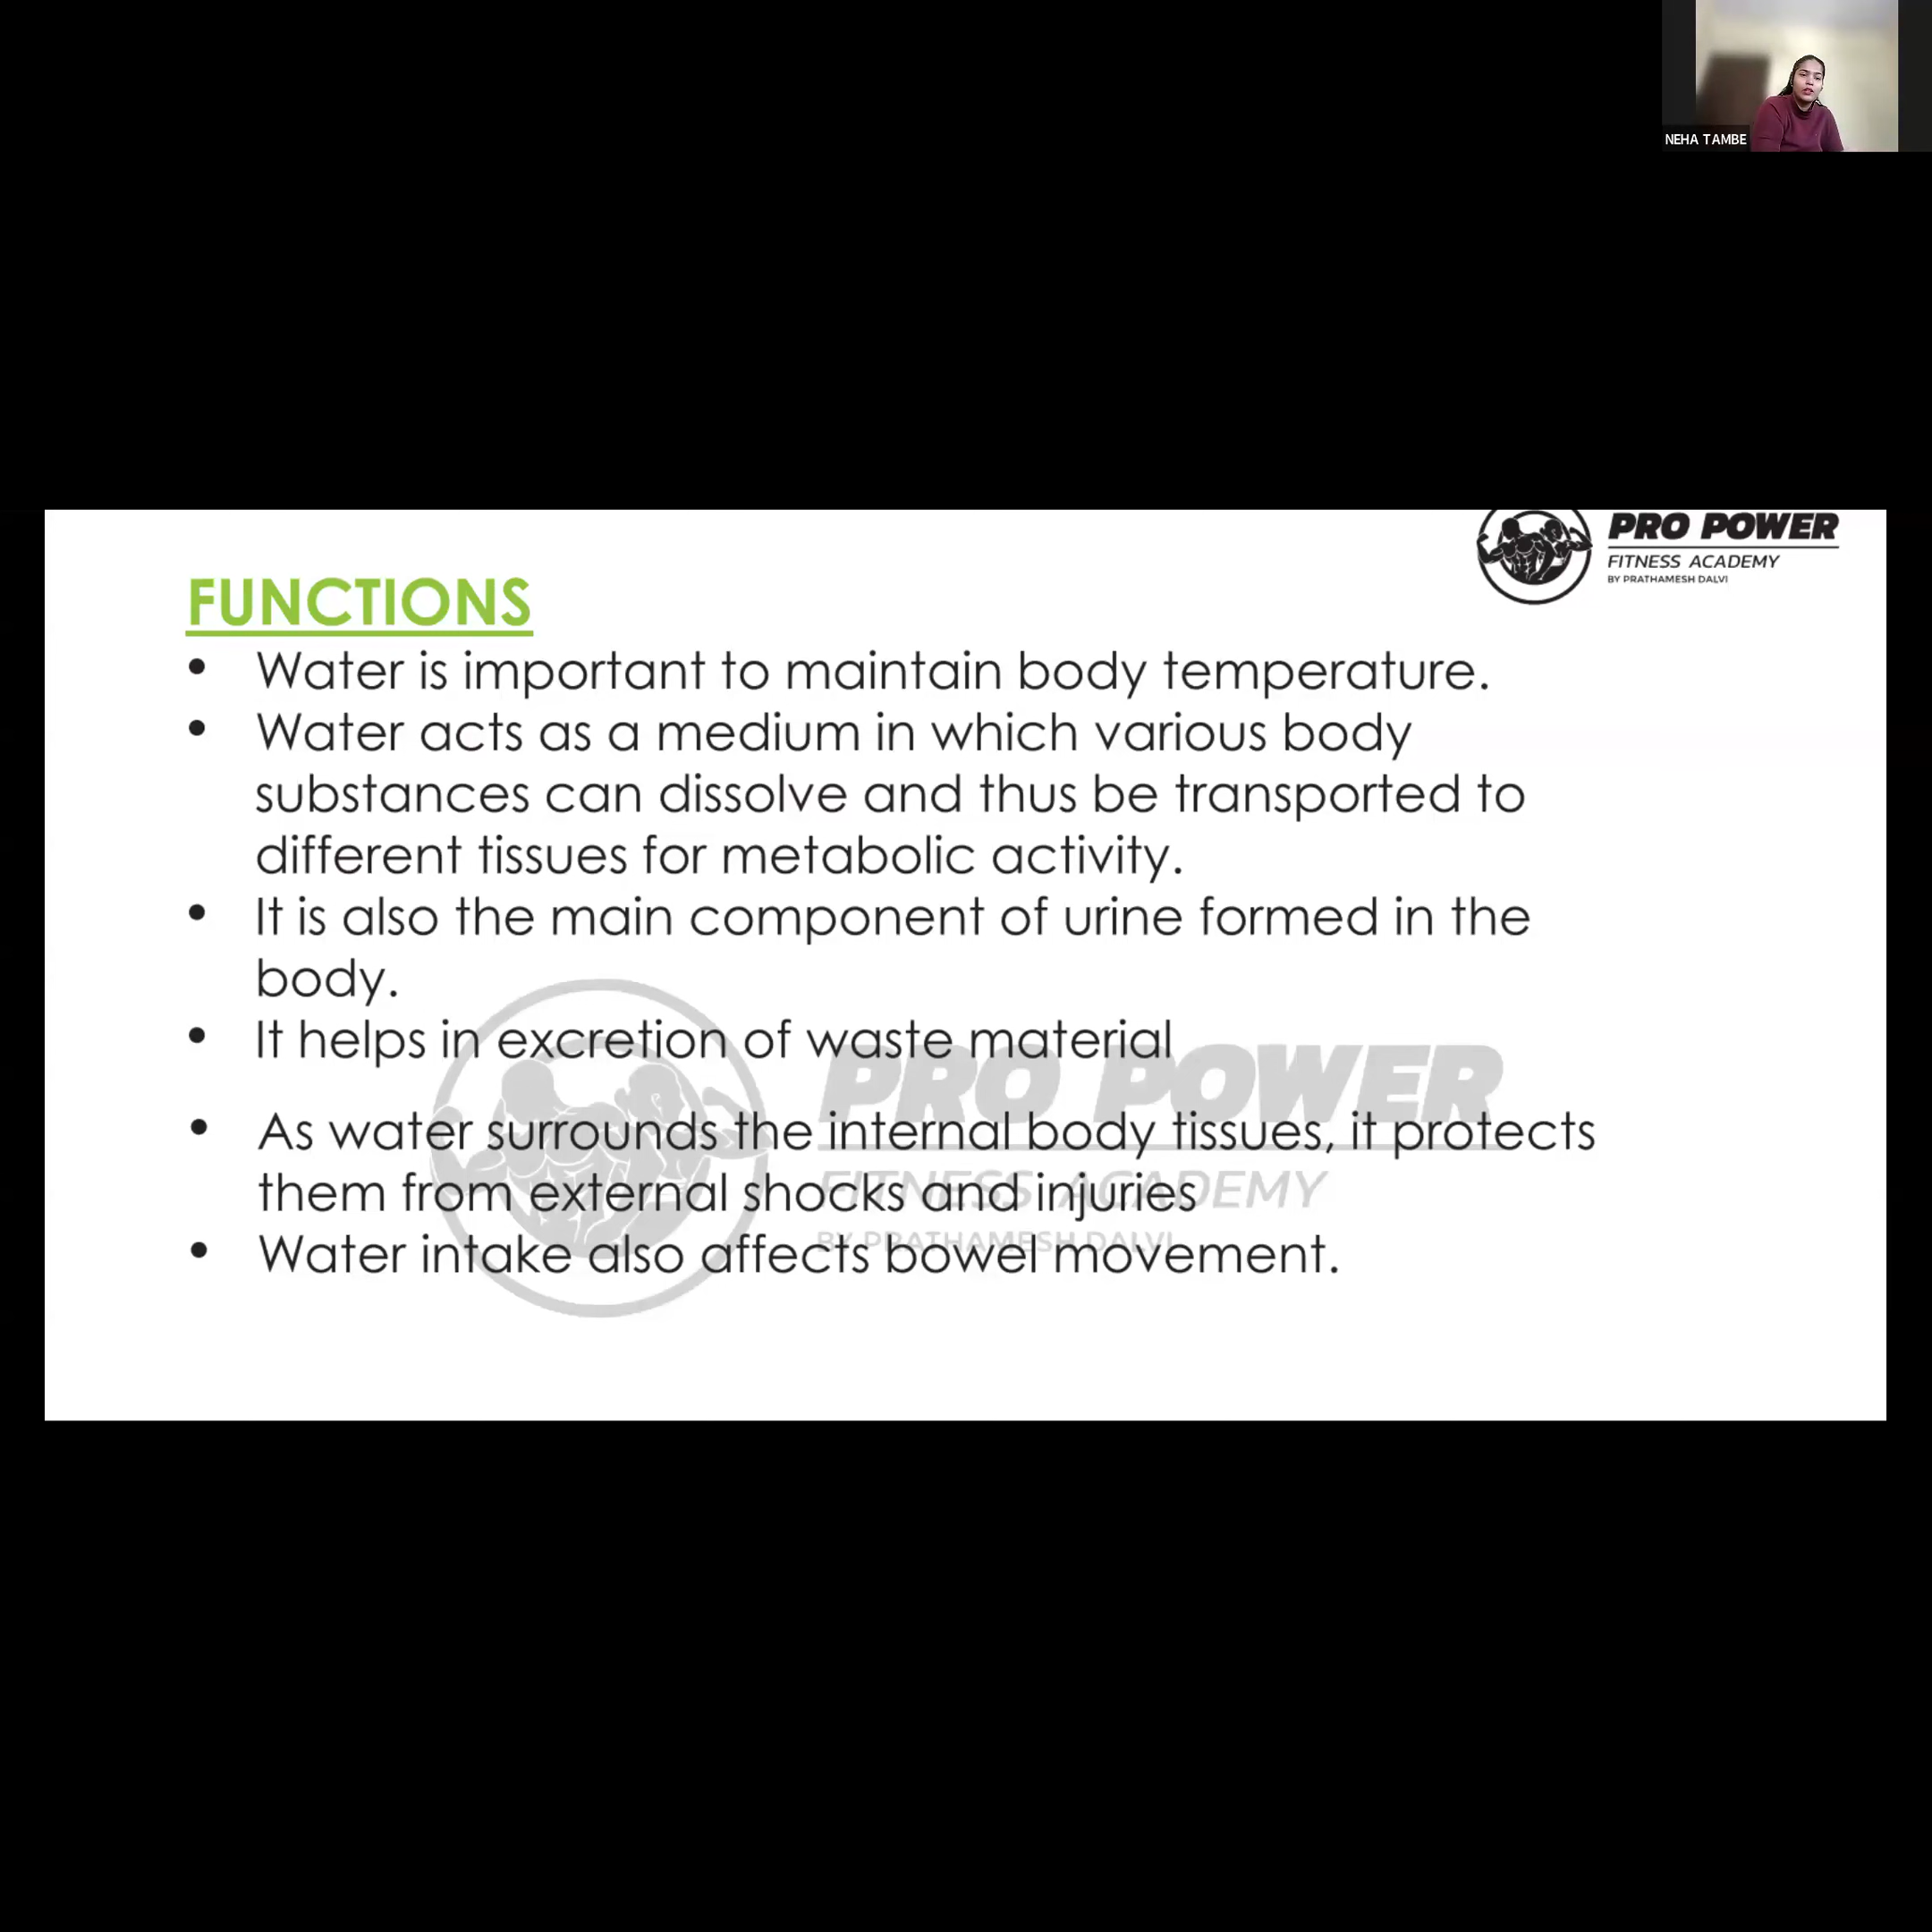 NEHA TAMBE
PRO POWER
FITNESS ACADEMY
BY PRATHAMESH DALVI
FUNCTIONS
• Water is important to maintain body temperature.
• Water acts as a medium in which various body
substances can dissolve and thus be transported to
different tissues for metabolic activity.
• It is also the main component of urine formed in the
body.
• It helps in excretion of waste material
• As water surrounds the internal body tissues, it protects
them from external shocks and injuries
• Water intake also affects bowel movement.
PRO POWER
FITNESS ACADEMY
BY PRATHAMESH DALVI